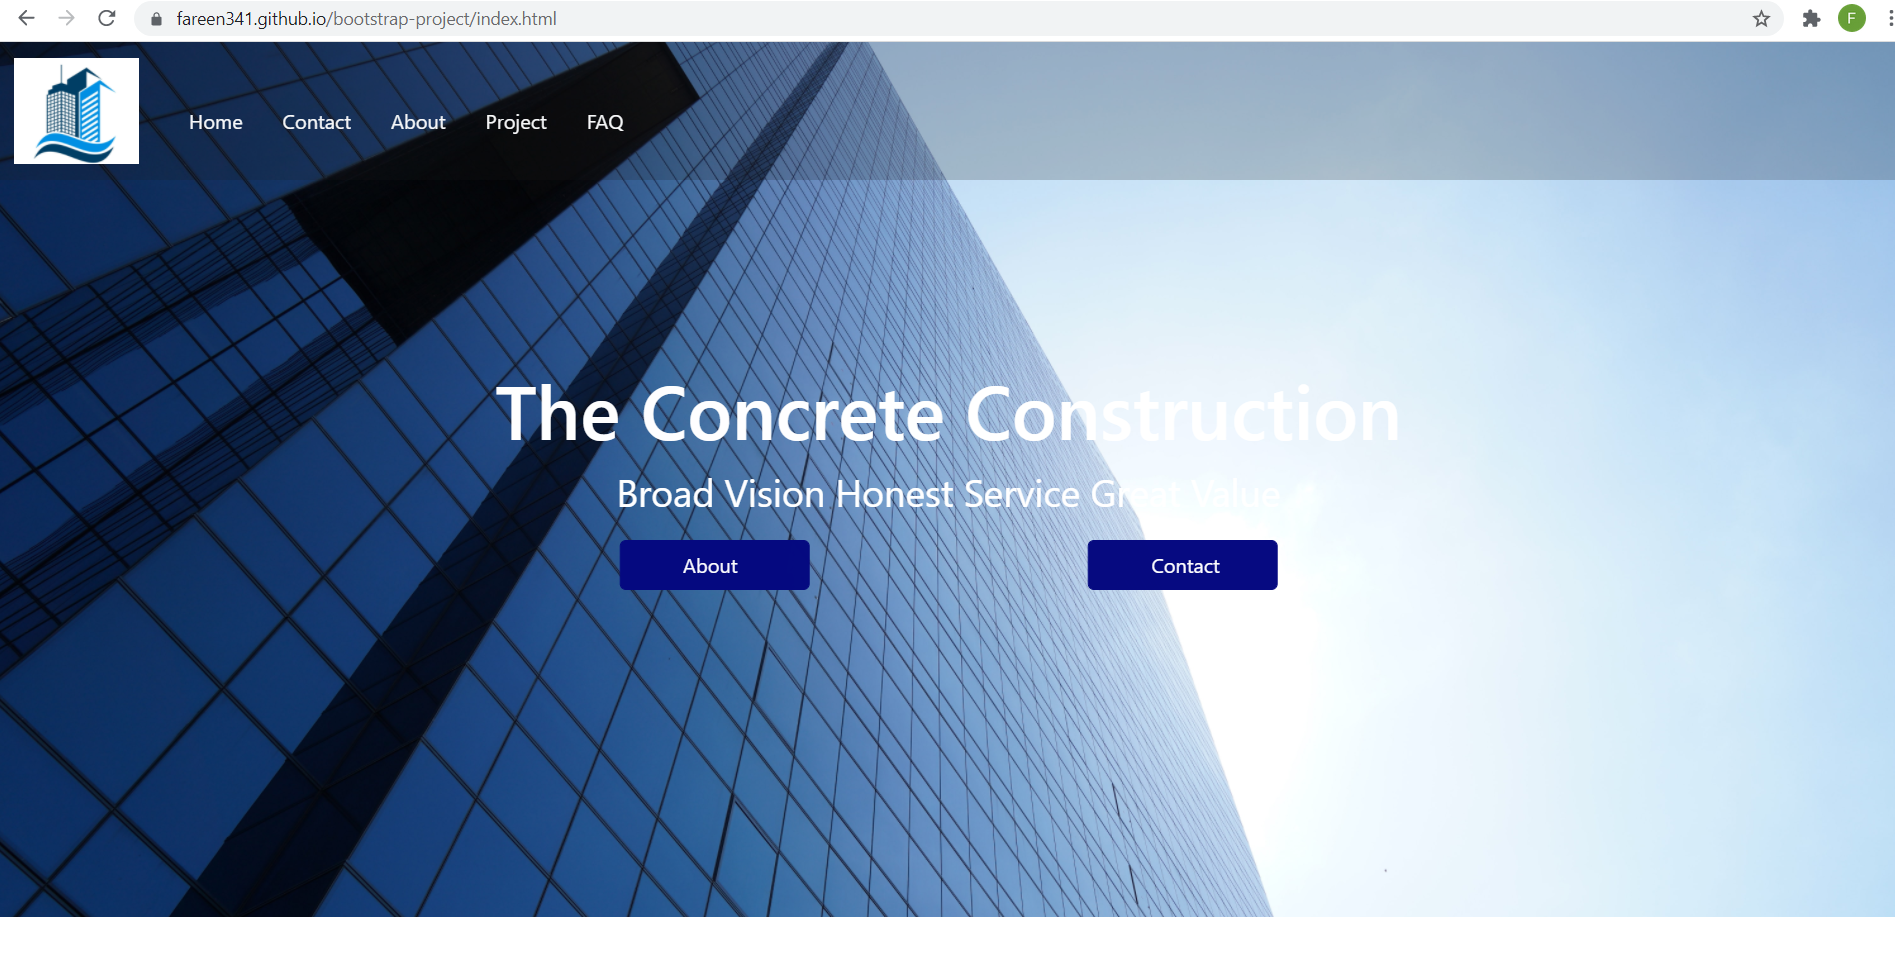 fareen341.github.io/bootstrap-project/index.html
F
Home Contact About Project FAQ
The Concrete Construction
Broad Vision Honest Service Great Value
About Contact